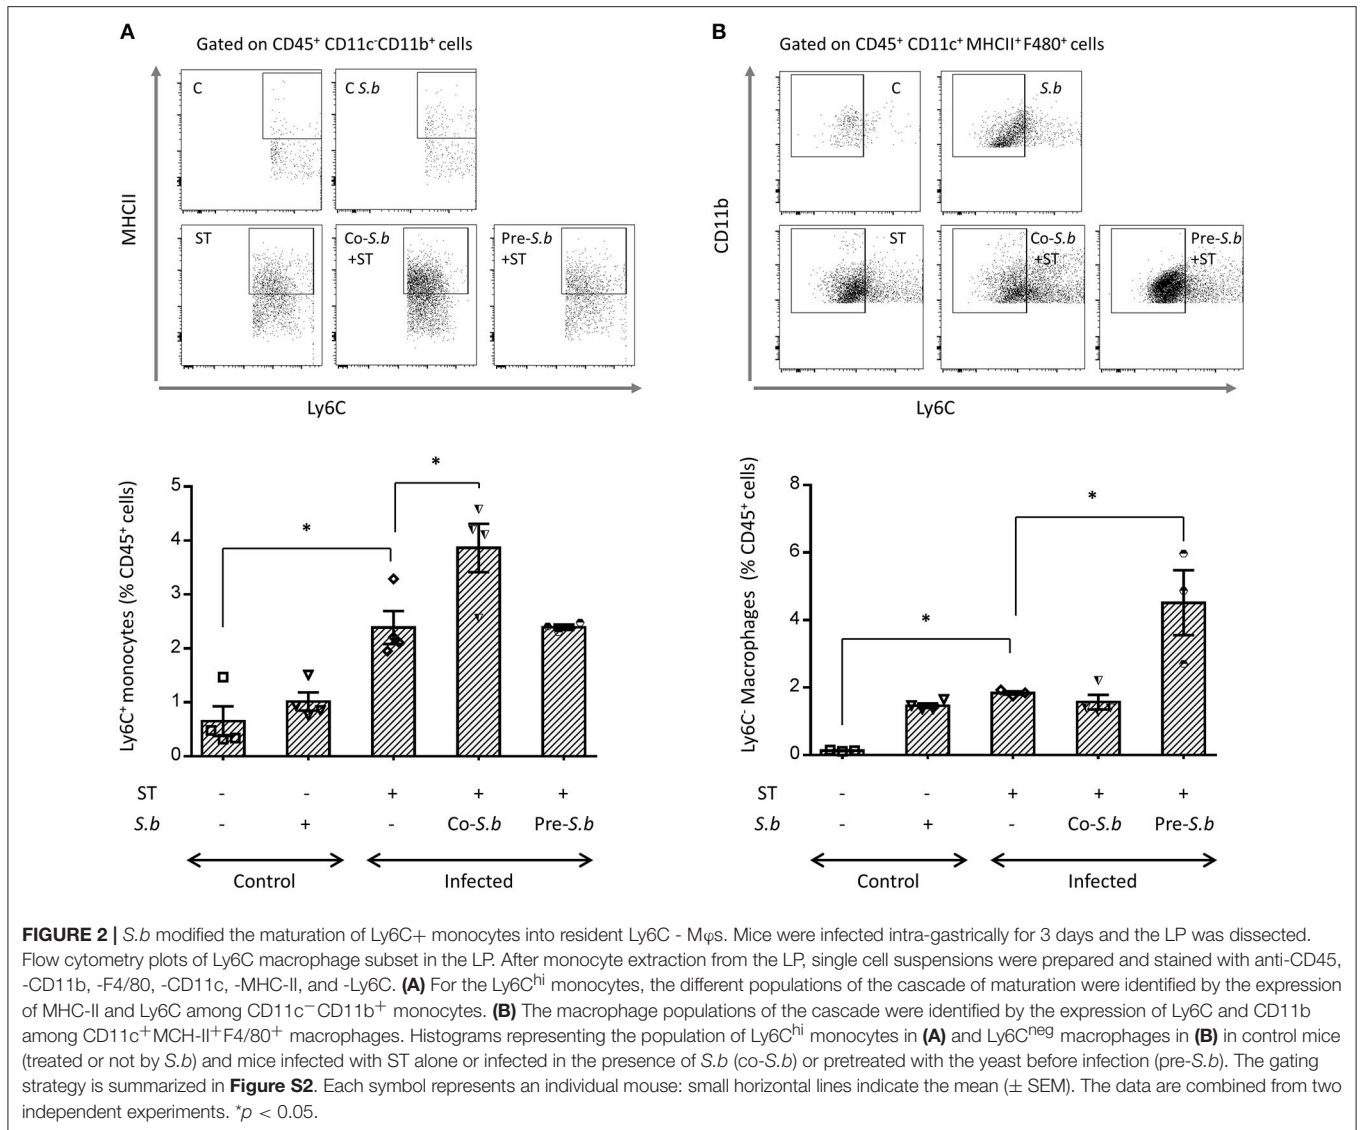 A
Gated on CD45⁺ CD11c⁻CD11b⁺ cells
C
C S.b
ST
Co-S.b
+ST
Pre-S.b
+ST
MHCII
Ly6C
B
Gated on CD45⁺ CD11c⁺ MHCII⁺F480⁺ cells
C
S.b
ST
Co-S.b
+ST
Pre-S.b
+ST
CD11b
Ly6C
Ly6C⁺ monocytes (% CD45⁺ cells)
5
4
3
2
1
0
*
*
ST - - + + +
S.b - + - Co-S.b Pre-S.b
Control Infected
Ly6C⁻ Macrophages (% CD45⁺ cells)
8
6
4
2
0
*
*
ST - - + + +
S.b - + - Co-S.b Pre-S.b
Control Infected
FIGURE 2 | S.b modified the maturation of Ly6C+ monocytes into resident Ly6C - Mφs. Mice were infected intra-gastrically for 3 days and the LP was dissected.
Flow cytometry plots of Ly6C macrophage subset in the LP. After monocyte extraction from the LP, single cell suspensions were prepared and stained with anti-CD45,
-CD11b, -F4/80, -CD11c, -MHC-II, and -Ly6C. (A) For the Ly6Cʰⁱ monocytes, the different populations of the cascade of maturation were identified by the expression
of MHC-II and Ly6C among CD11c⁻CD11b⁺ monocytes. (B) The macrophage populations of the cascade were identified by the expression of Ly6C and CD11b
among CD11c⁺MCH-II⁺F4/80⁺ macrophages. Histograms representing the population of Ly6Cʰⁱ monocytes in (A) and Ly6Cⁿᵉᵍ macrophages in (B) in control mice
(treated or not by S.b) and mice infected with ST alone or infected in the presence of S.b (co-S.b) or pretreated with the yeast before infection (pre-S.b). The gating
strategy is summarized in Figure S2. Each symbol represents an individual mouse: small horizontal lines indicate the mean (± SEM). The data are combined from two
independent experiments. *p < 0.05.